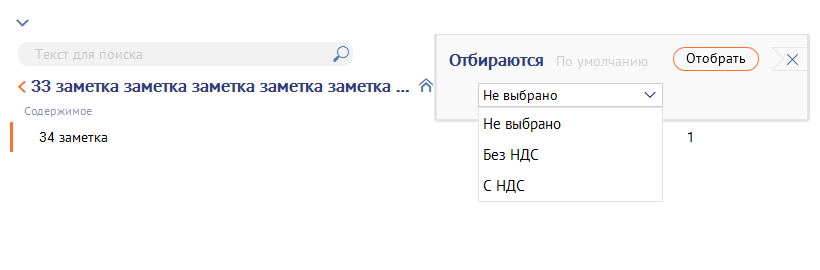 Текст для поиска
33 заметка заметка заметка заметка заметка ...
Содержимое
34 заметка
1
Отбираются По умолчанию Отобрать
Не выбрано
Не выбрано
Без НДС
С НДС